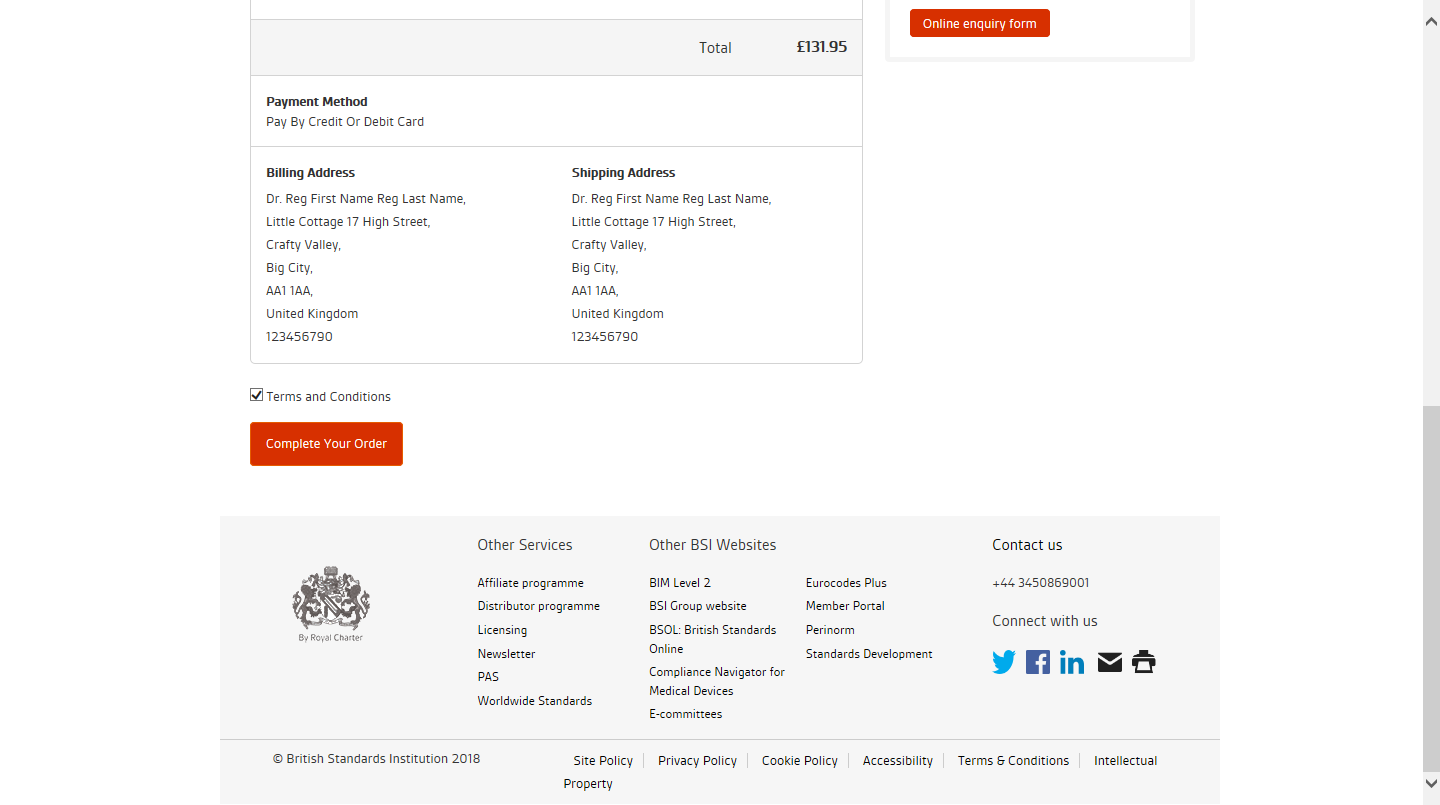 Online enquiry form
Total £131.95
Payment Method
Pay By Credit Or Debit Card
Billing Address
Dr. Reg First Name Reg Last Name,
Little Cottage 17 High Street,
Crafty Valley,
Big City,
AA1 1AA,
United Kingdom
123456790
Shipping Address
Dr. Reg First Name Reg Last Name,
Little Cottage 17 High Street,
Crafty Valley,
Big City,
AA1 1AA,
United Kingdom
123456790
Terms and Conditions
Complete Your Order
By Royal Charter
Other Services
Affiliate programme
Distributor programme
Licensing
Newsletter
PAS
Worldwide Standards
Other BSI Websites
BIM Level 2
BSI Group website
BSOL: British Standards
Online
Compliance Navigator for
Medical Devices
E-committees
Eurocodes Plus
Member Portal
Perinorm
Standards Development
Contact us
+44 3450869001
Connect with us
© British Standards Institution 2018
Site Policy Privacy Policy Cookie Policy Accessibility Terms & Conditions Intellectual
Property